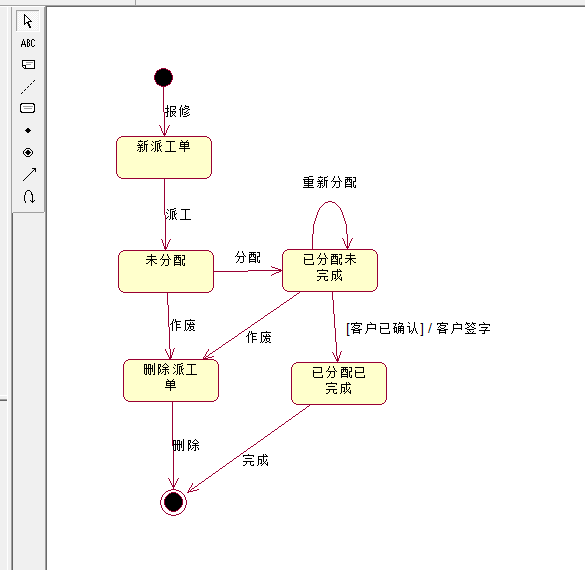 ABC
报修
新派工单
派工
重新分配
未分配
分配
已分配未
完成
作废
作废
[客户已确认] / 客户签字
删除派工
单
已分配已
完成
删除
完成